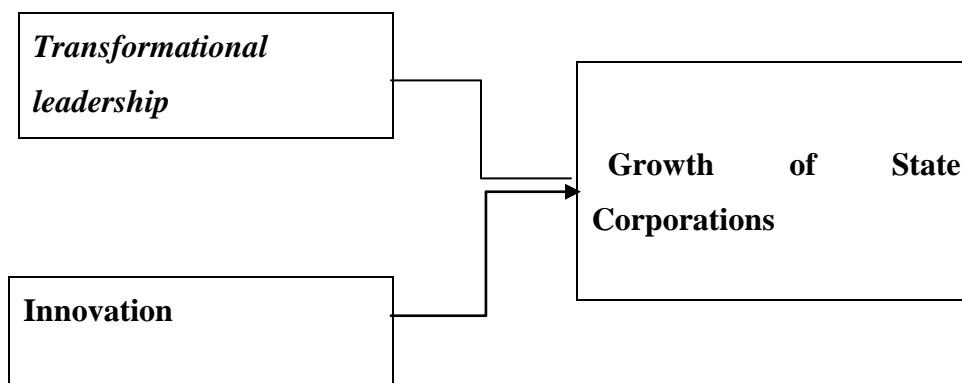 Transformational
leadership
Growth of State
Corporations
Innovation